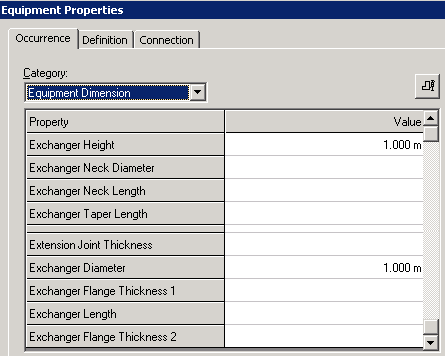 Equipment Properties
Occurrence Definition Connection
Category:
Equipment Dimension
Property Value
Exchanger Height 1.000 m
Exchanger Neck Diameter
Exchanger Neck Length
Exchanger Taper Length
Extension Joint Thickness
Exchanger Diameter 1.000 m
Exchanger Flange Thickness 1
Exchanger Length
Exchanger Flange Thickness 2